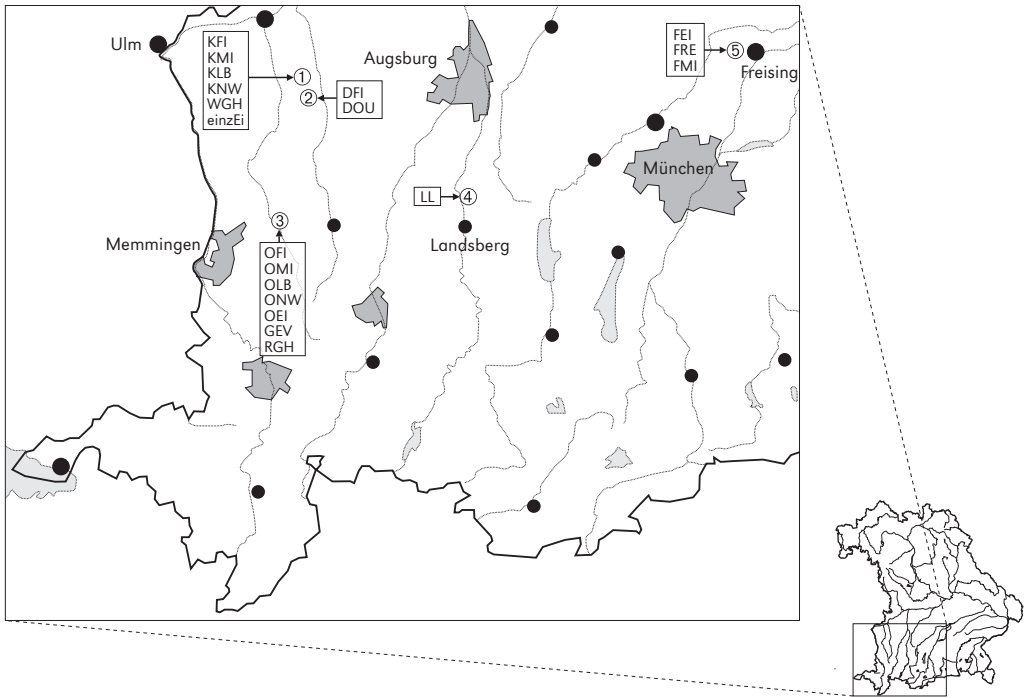 Ulm
KFI
KMI
KLB
KNW
WGH
einzEi
1
2
DFI
DOU
Augsburg
FEI
FRE
FMI
5
Freising
München
LL
4
Landsberg
Memmingen
3
OFI
OMI
OLB
ONW
OEI
GEV
RGH